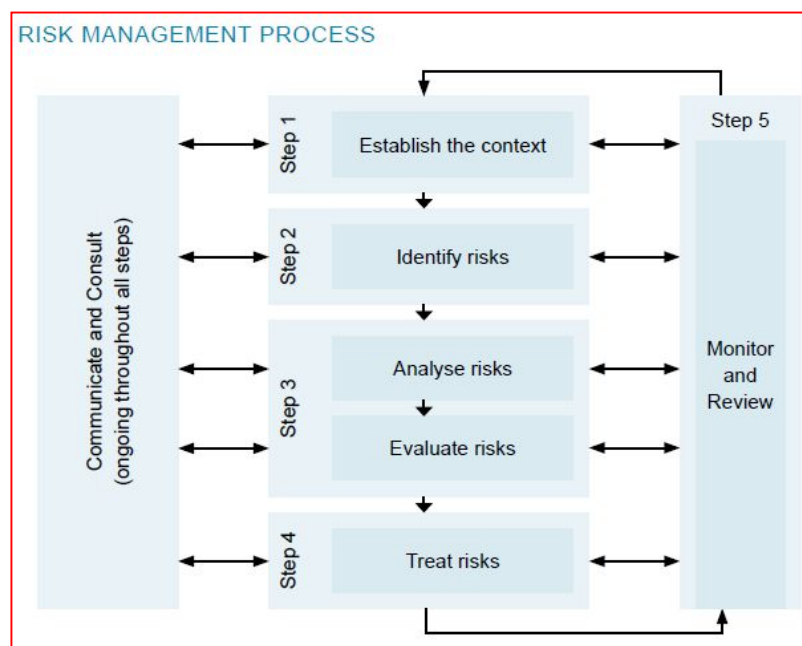 RISK MANAGEMENT PROCESS
Communicate and Consult
(ongoing throughout all steps)
Step 1
Establish the context
Step 2
Identify risks
Step 3
Analyse risks
Evaluate risks
Step 4
Treat risks
Step 5
Monitor
and
Review